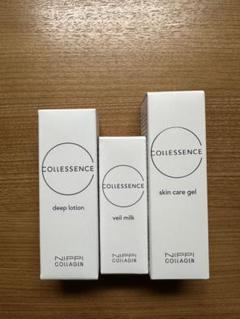 COLLESSENCE
deep lotion
NIPPI
COLLAGEN
COLLESSENCE
veil milk
NIPPI
COLLAGEN
COLLESSENCE
skin care gel
NIPPI
COLLAGEN